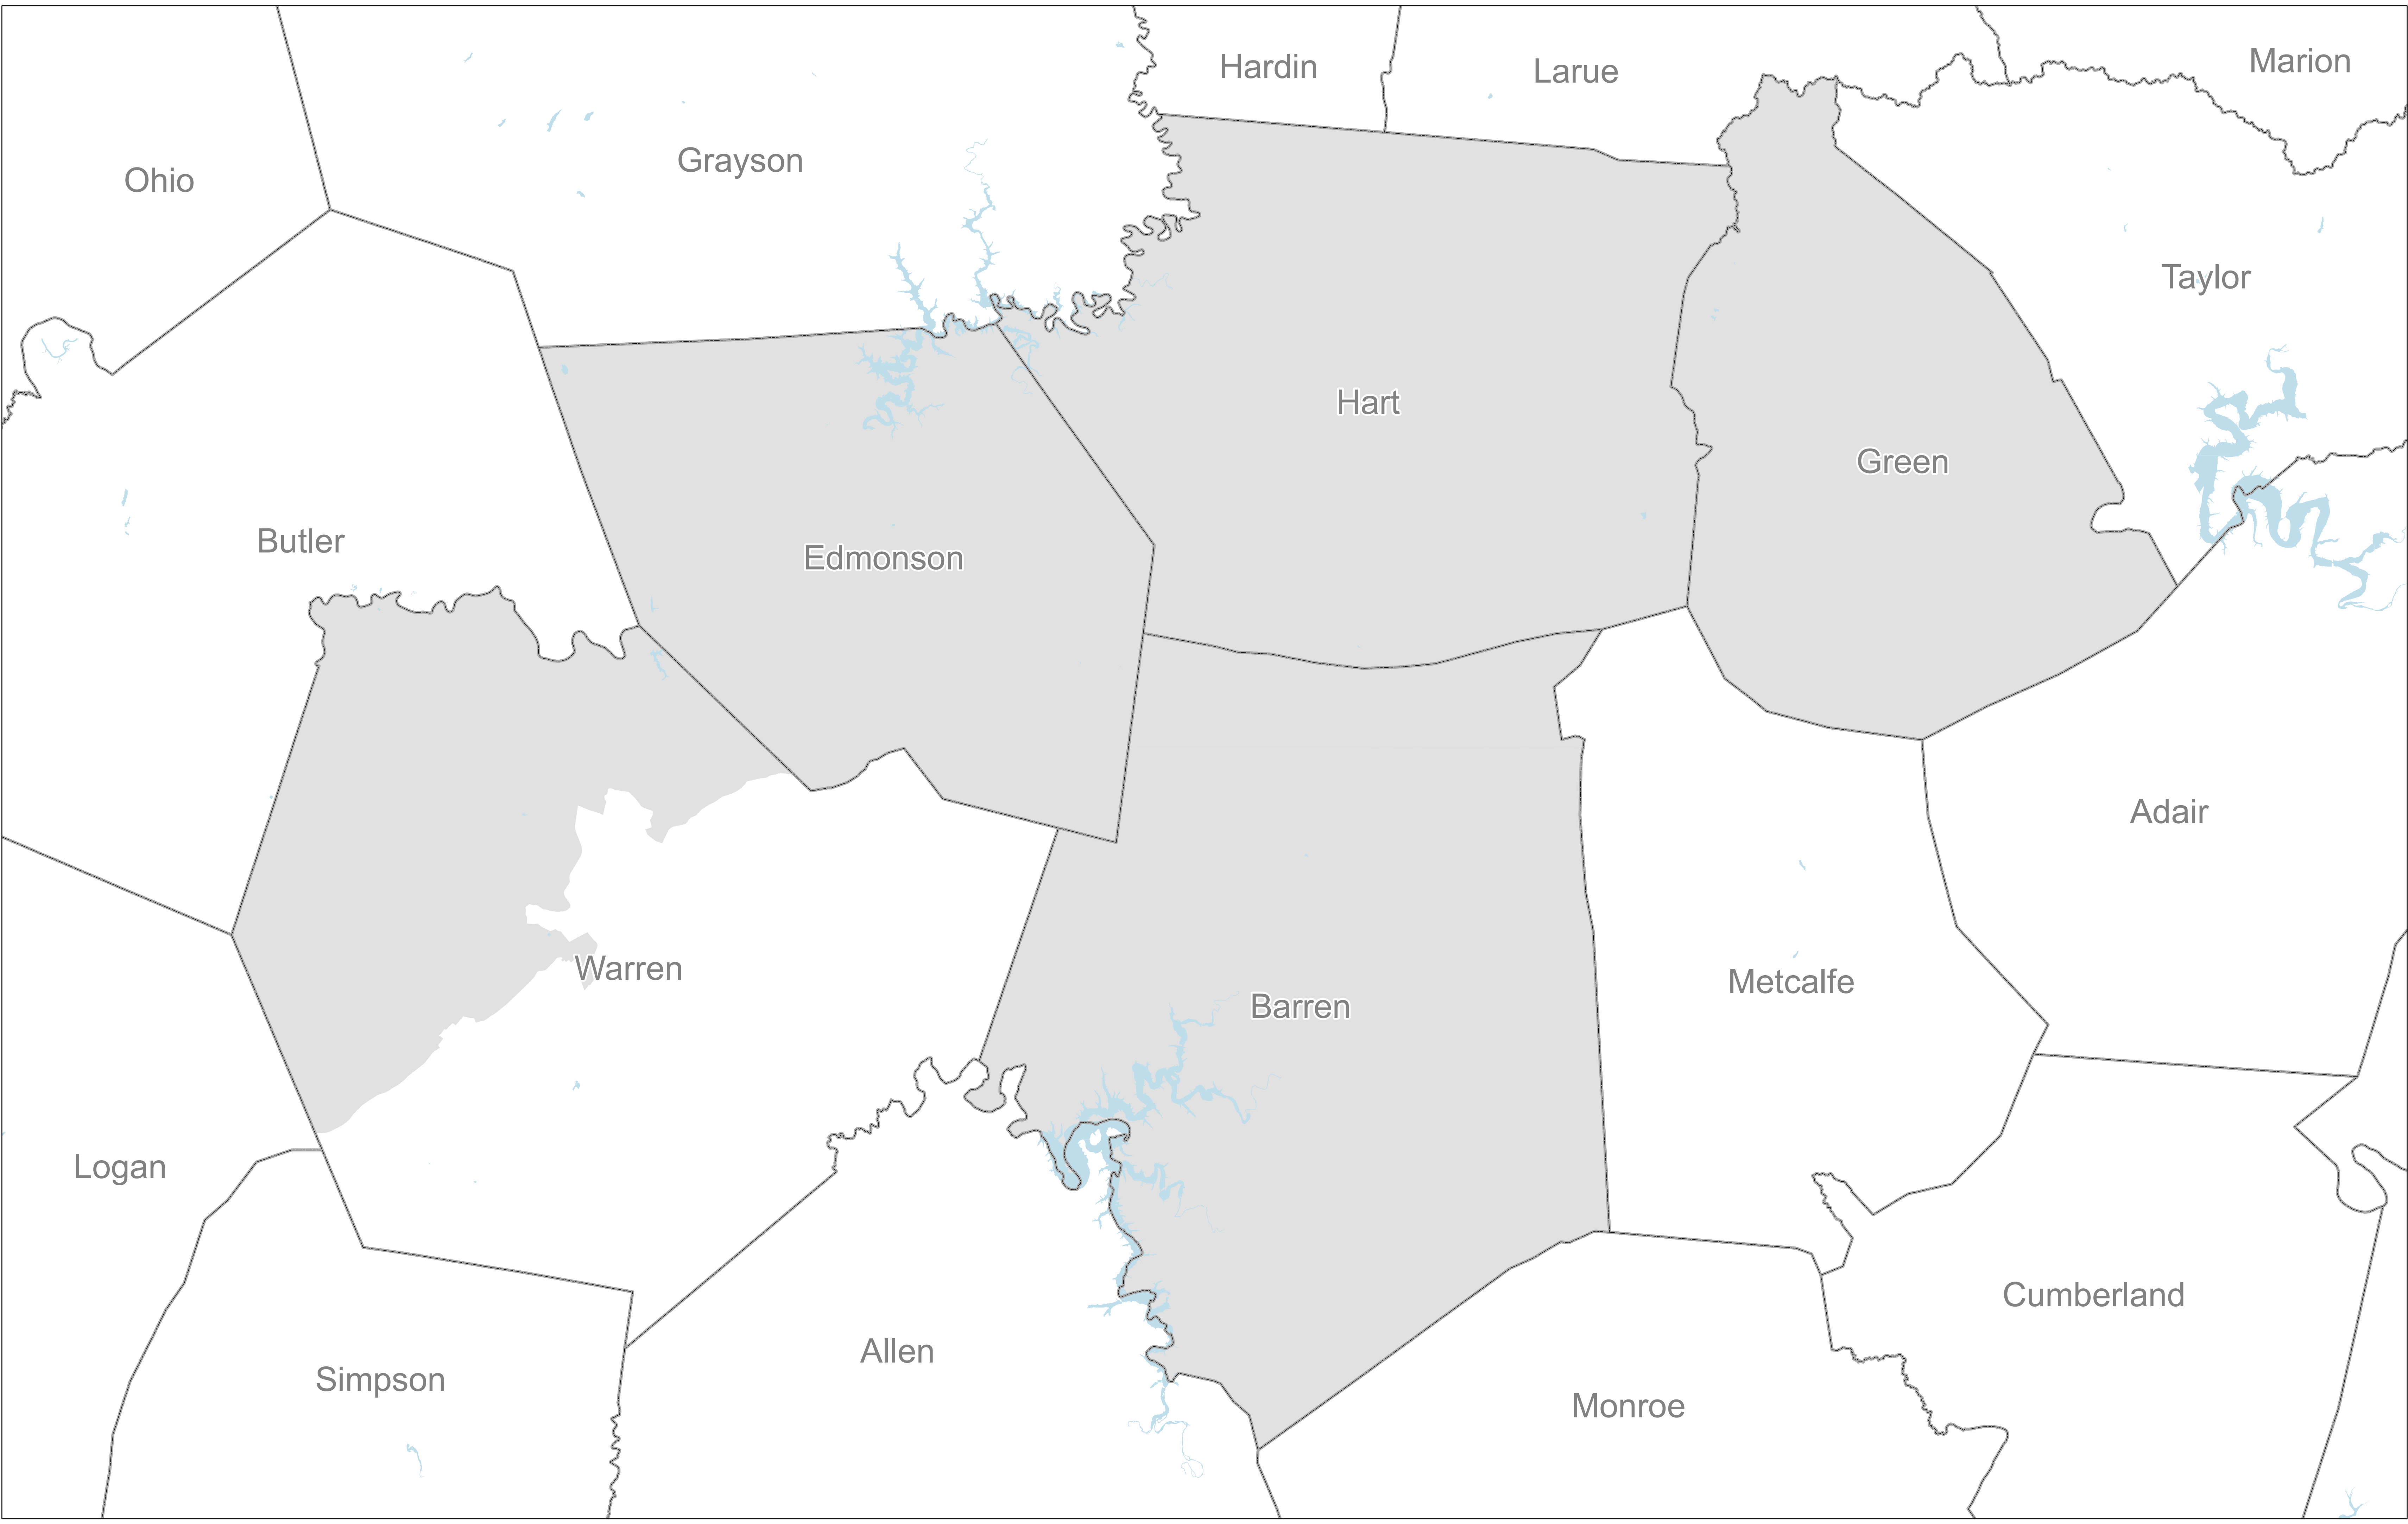 Hardin
Larue
Marion
Ohio
Grayson
Taylor
Hart
Green
Butler
Edmonson
Adair
Warren
Metcalfe
Barren
Logan
Cumberland
Allen
Simpson
Monroe